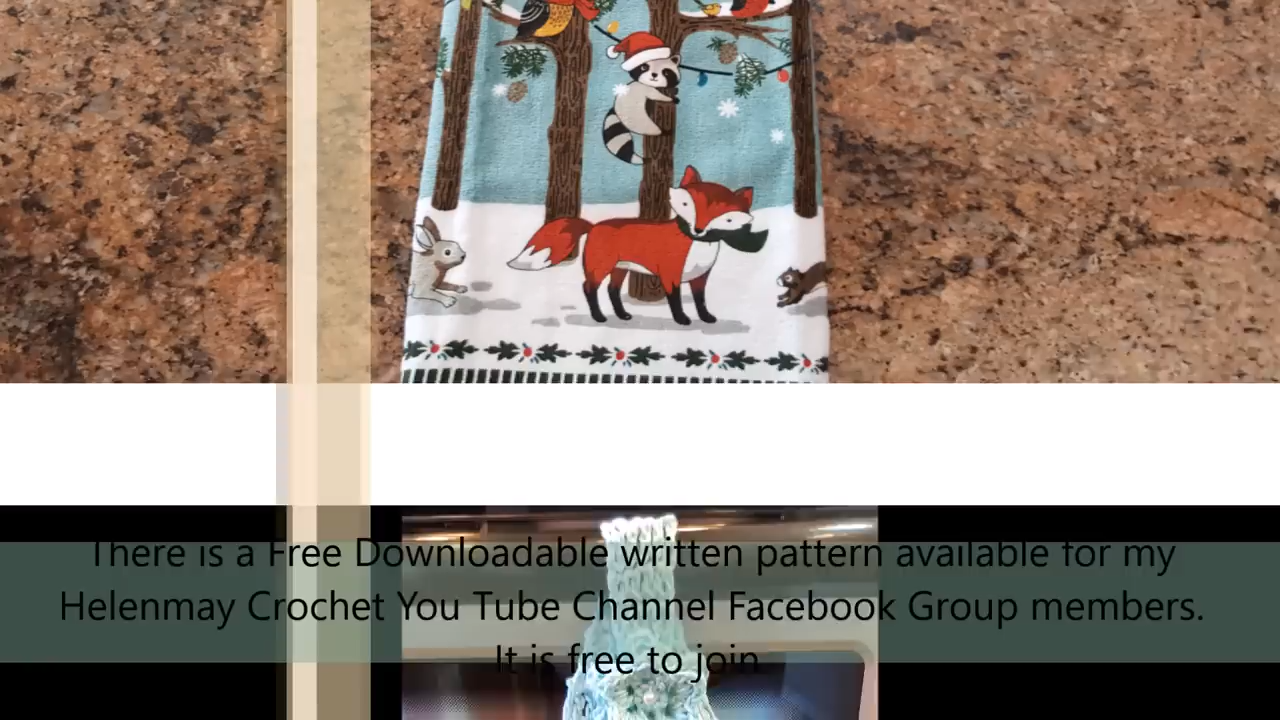 There is a Free Downloadable written pattern available for my
Helenmay Crochet You Tube Channel Facebook Group members.
It is free to join